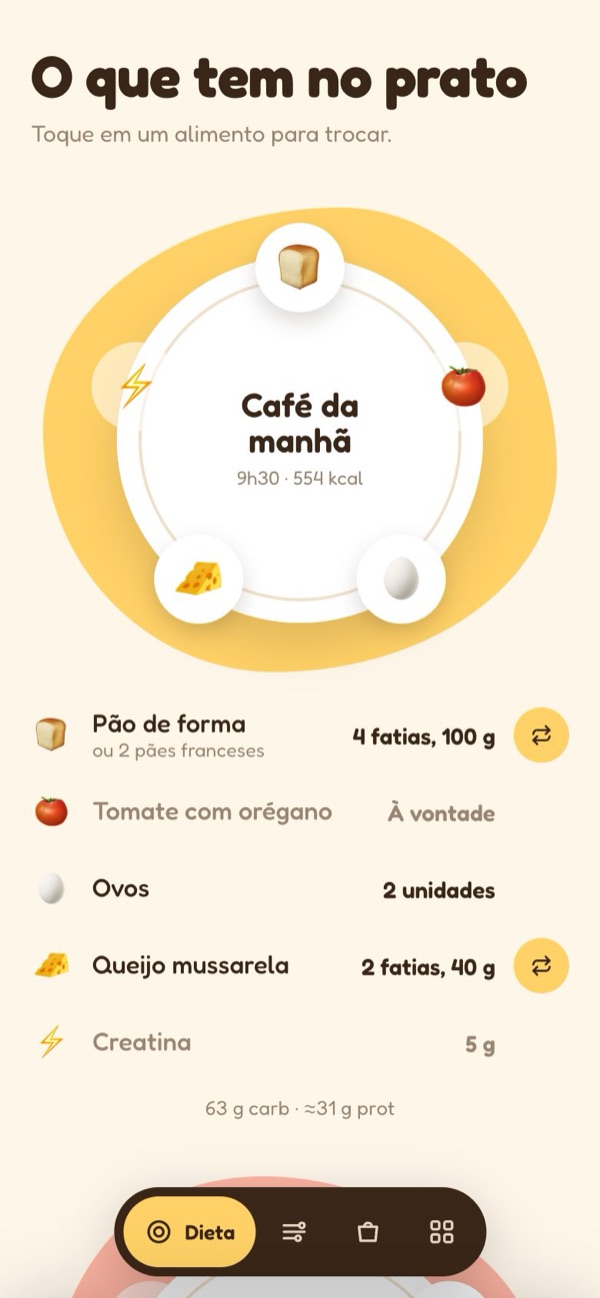 O que tem no prato
Toque em um alimento para trocar.
Café da
manhã
9h30 · 554 kcal
Pão de forma
ou 2 pães franceses
4 fatias, 100 g
Tomate com orégano
À vontade
Ovos
2 unidades
Queijo mussarela
2 fatias, 40 g
Creatina
5 g
63 g carb · ≈31 g prot
Dieta